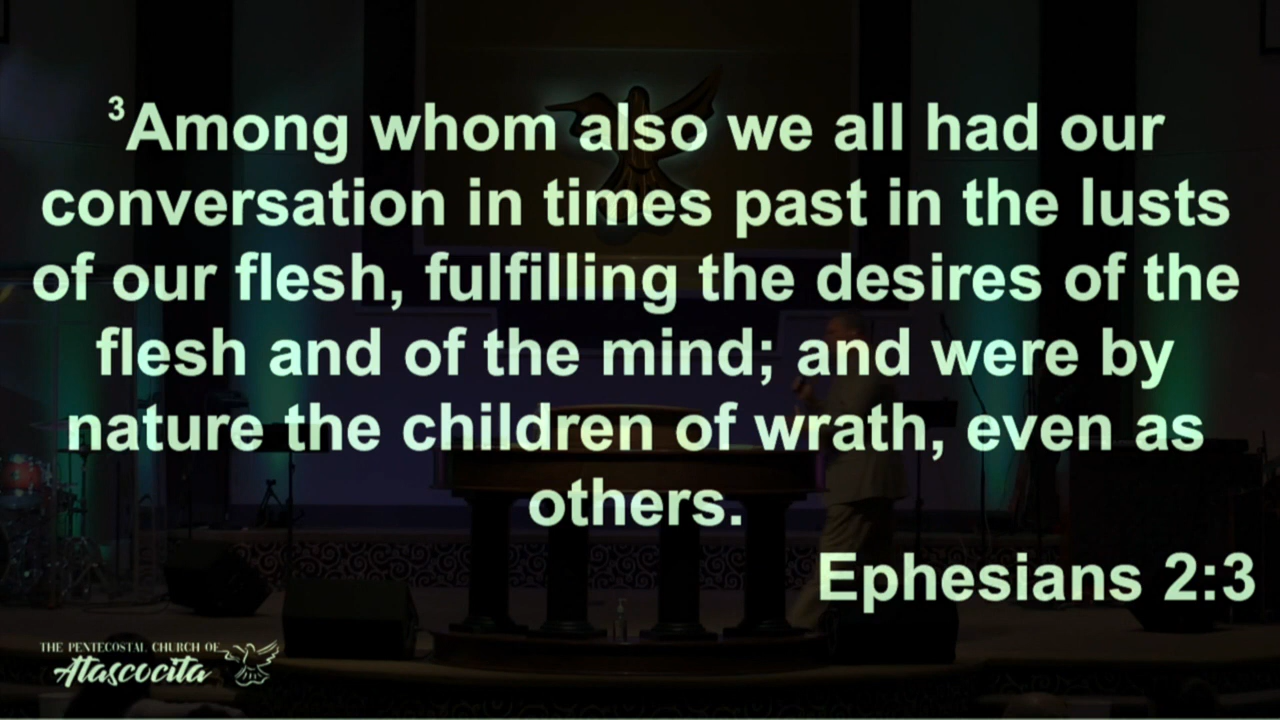 3Among whom also we all had our
conversation in times past in the lusts
of our flesh, fulfilling the desires of the
flesh and of the mind; and were by
nature the children of wrath, even as
others.
Ephesians 2:3
THE PENTECOSTAL CHURCH OF
Atascocita